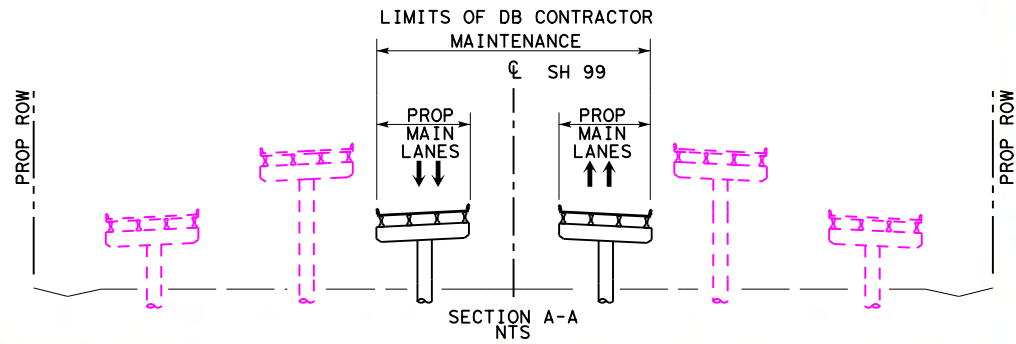 LIMITS OF DB CONTRACTOR
MAINTENANCE
℄ SH 99
PROP ROW
PROP
MAIN
LANES
PROP
MAIN
LANES
PROP ROW
SECTION A-A
NTS